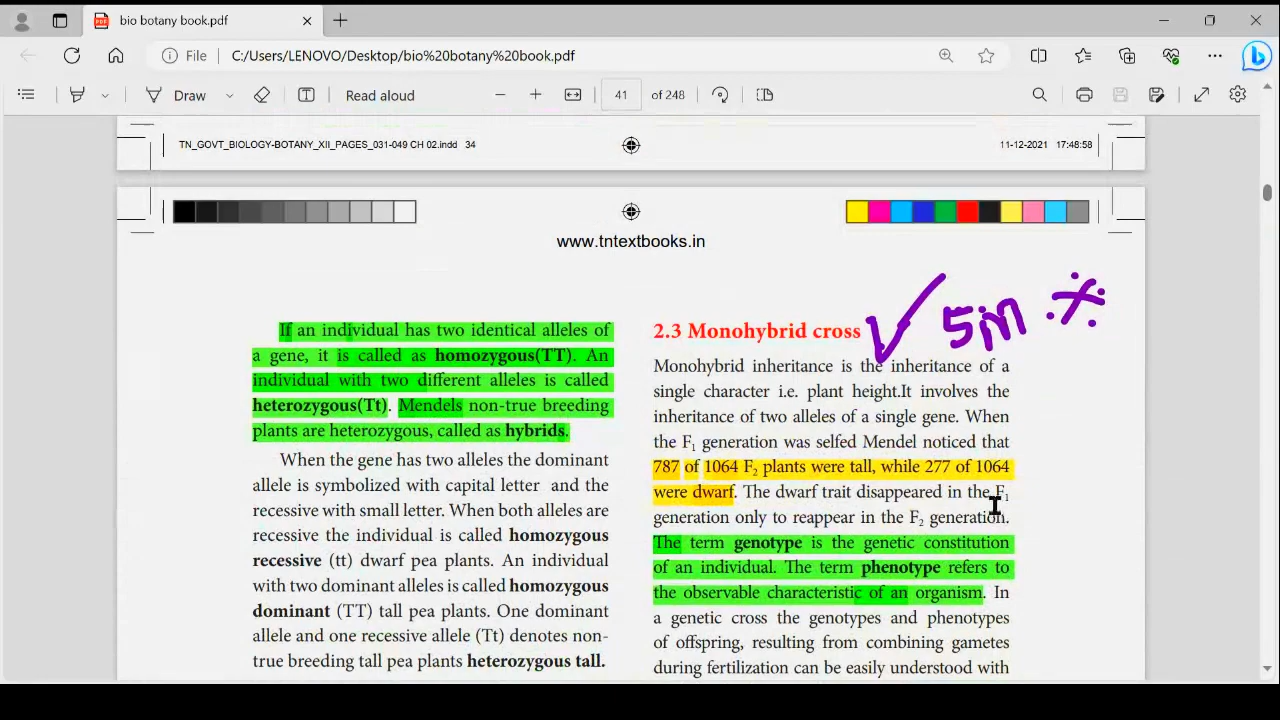 bio botany book.pdf
File C:/Users/LENOVO/Desktop/bio%20botany%20book.pdf
Draw Read aloud 41 of 248
TN_GOVT_BIOLOGY-BOTANY_XII_PAGES_031-049 CH 02.indd 34 11-12-2021 17:48:58
www.tntextbooks.in
If an individual has two identical alleles of
a gene, it is called as homozygous(TT). An
individual with two different alleles is called
heterozygous(Tt). Mendels non-true breeding
plants are heterozygous, called as hybrids.
When the gene has two alleles the dominant
allele is symbolized with capital letter and the
recessive with small letter. When both alleles are
recessive the individual is called homozygous
recessive (tt) dwarf pea plants. An individual
with two dominant alleles is called homozygous
dominant (TT) tall pea plants. One dominant
allele and one recessive allele (Tt) denotes non-
true breeding tall pea plants heterozygous tall.
2.3 Monohybrid cross 5m
Monohybrid inheritance is the inheritance of a
single character i.e. plant height.It involves the
inheritance of two alleles of a single gene. When
the F₁ generation was selfed Mendel noticed that
787 of 1064 F₂ plants were tall, while 277 of 1064
were dwarf. The dwarf trait disappeared in the F₁
generation only to reappear in the F₂ generation.
The term genotype is the genetic constitution
of an individual. The term phenotype refers to
the observable characteristic of an organism. In
a genetic cross the genotypes and phenotypes
of offspring, resulting from combining gametes
during fertilization can be easily understood with